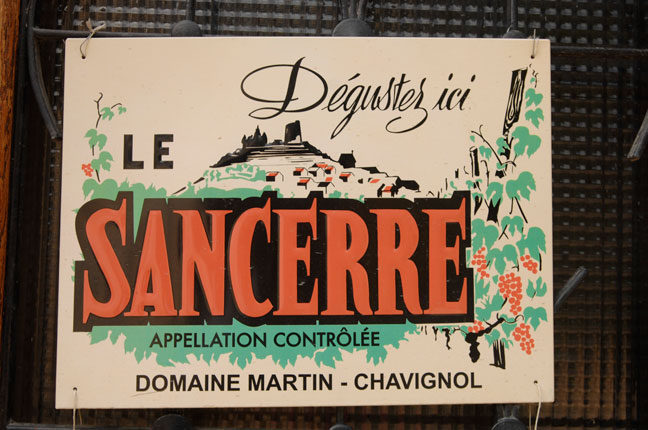 Dégustez ici
LE
SANCERRE
APPELLATION CONTRÔLÉE
DOMAINE MARTIN - CHAVIGNOL